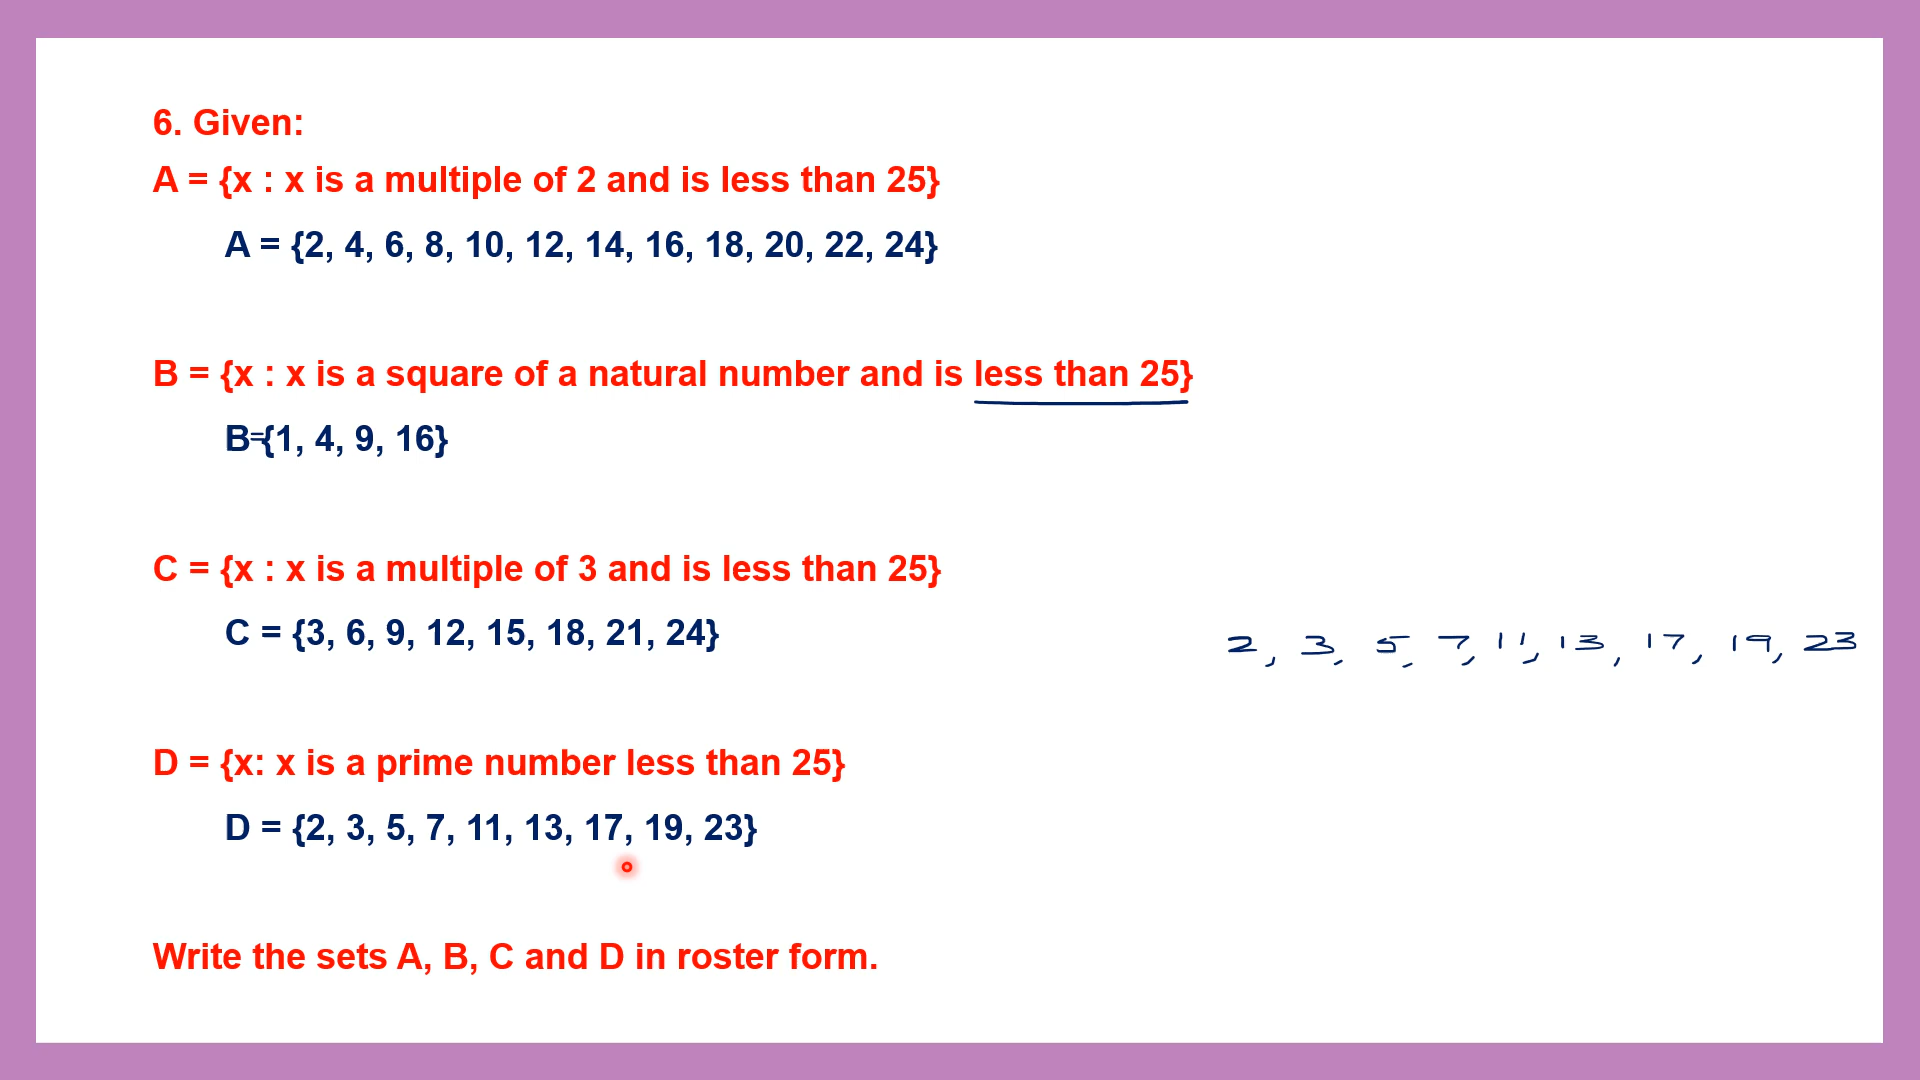 6. Given:
A = {x : x is a multiple of 2 and is less than 25}
A = {2, 4, 6, 8, 10, 12, 14, 16, 18, 20, 22, 24}
B = {x : x is a square of a natural number and is less than 25}
B={1, 4, 9, 16}
C = {x : x is a multiple of 3 and is less than 25}
C = {3, 6, 9, 12, 15, 18, 21, 24}
2, 3, 5, 7, 11, 13, 17, 19, 23
D = {x: x is a prime number less than 25}
D = {2, 3, 5, 7, 11, 13, 17, 19, 23}
Write the sets A, B, C and D in roster form.